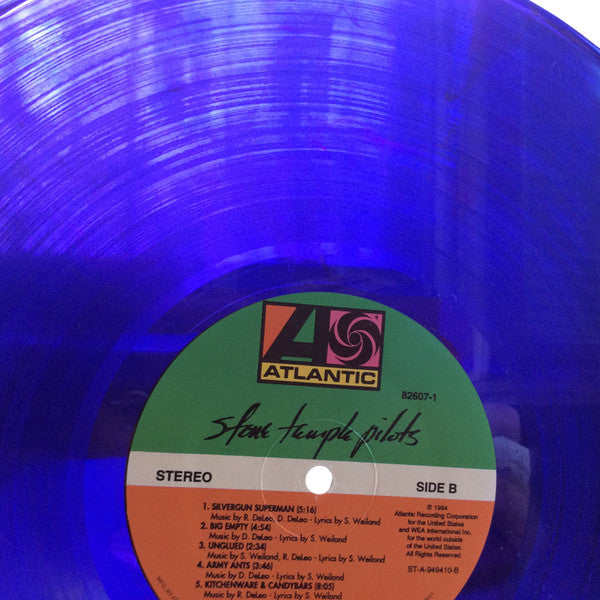 ATLANTIC
82607-1
stone temple pilots
STEREO
SIDE B
1. SILVERGUN SUPERMAN (5:16)
Music by R. DeLeo, D. DeLeo - Lyrics by S. Weiland
2. BIG EMPTY (4:54)
Music by D. DeLeo - Lyrics by S. Weiland
3. UNGLUED (2:34)
Music by S. Weiland, R. DeLeo - Lyrics by S. Weiland
4. ARMY ANTS (3:46)
Music by D. DeLeo - Lyrics by S. Weiland
5. KITCHENWARE & CANDYBARS (8:05)
Music by R. DeLeo - Lyrics by S. Weiland
℗ 1994
Atlantic Recording Corporation
for the United States
and WEA International Inc.
for the world outside
of the United States.
All Rights Reserved.
ST-A-949410-B